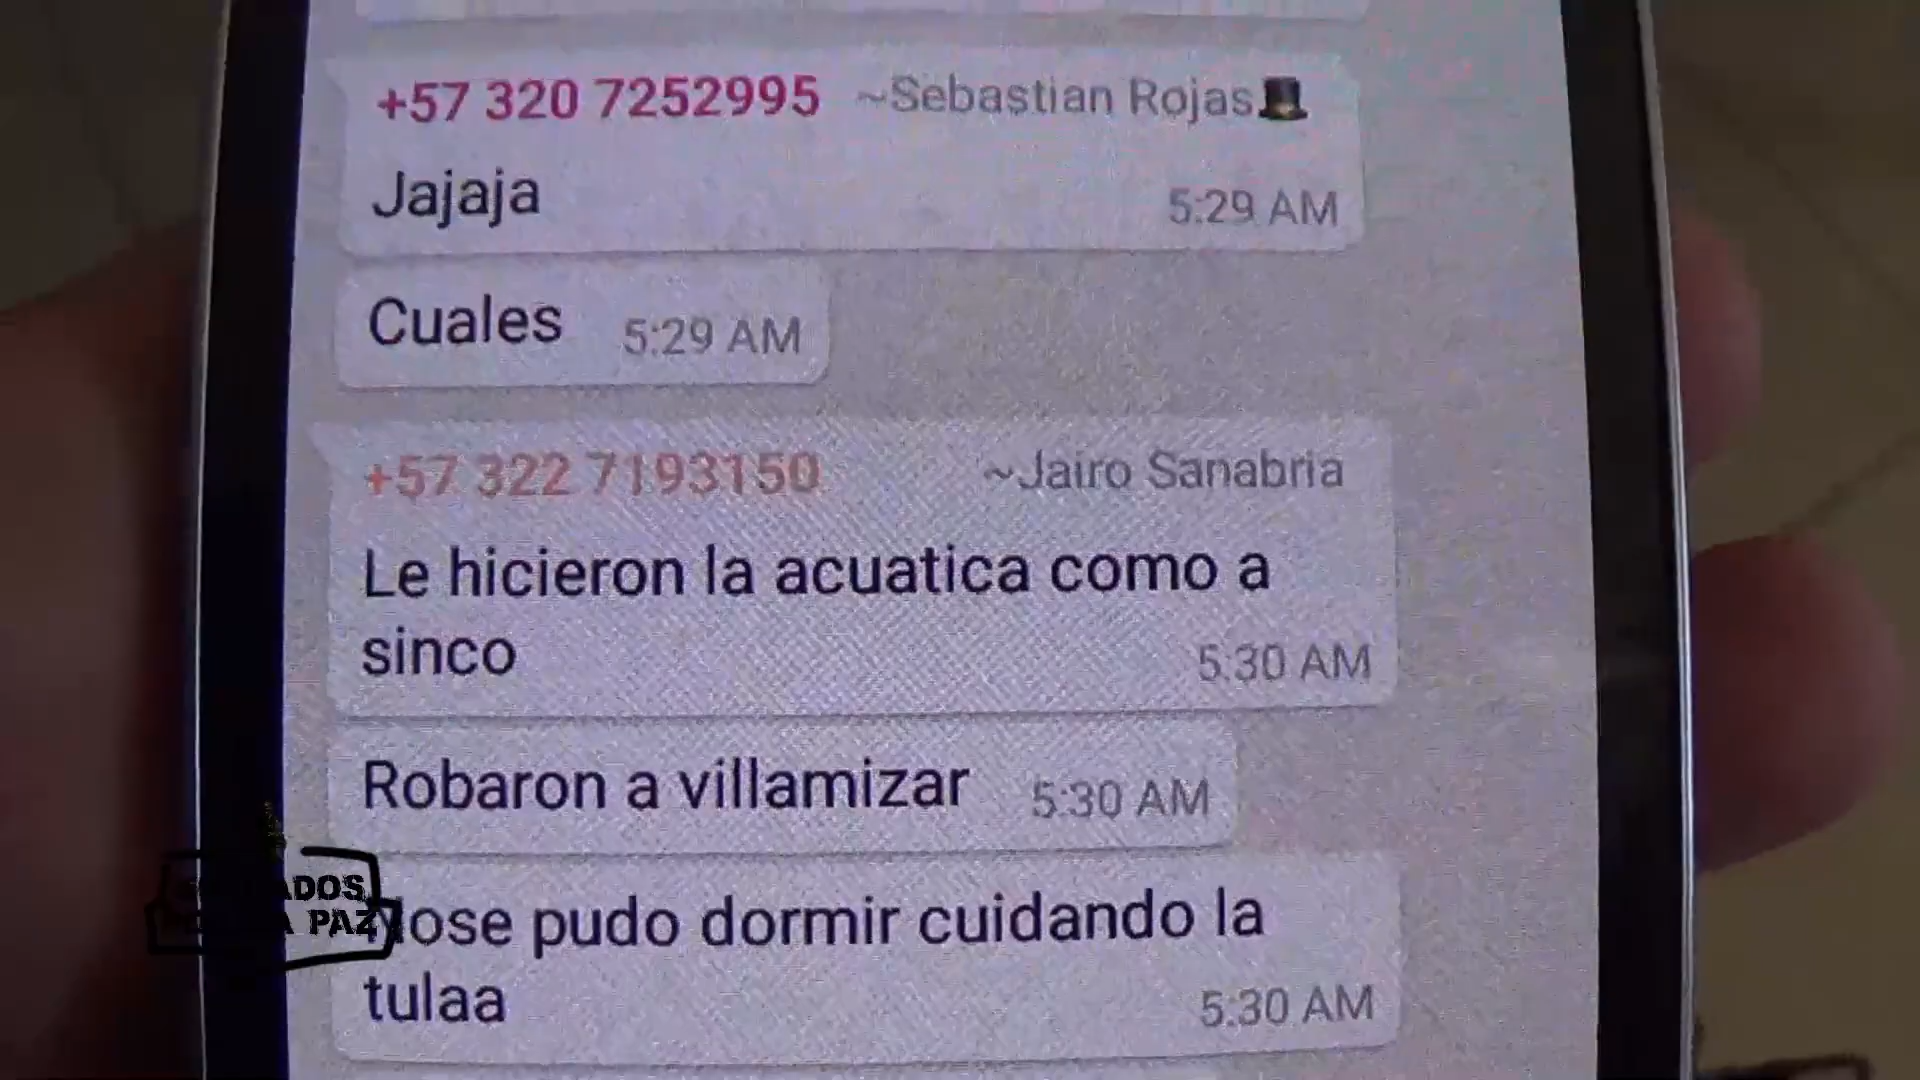 +57 320 7252995 ~Sebastian Rojas🎩
Jajaja 5:29 AM
Cuales 5:29 AM
+57 322 7193150 ~Jairo Sanabria
Le hicieron la acuatica como a
sinco 5:30 AM
Robaron a villamizar 5:30 AM
Nose pudo dormir cuidando la
tulaa 5:30 AM
PAZ